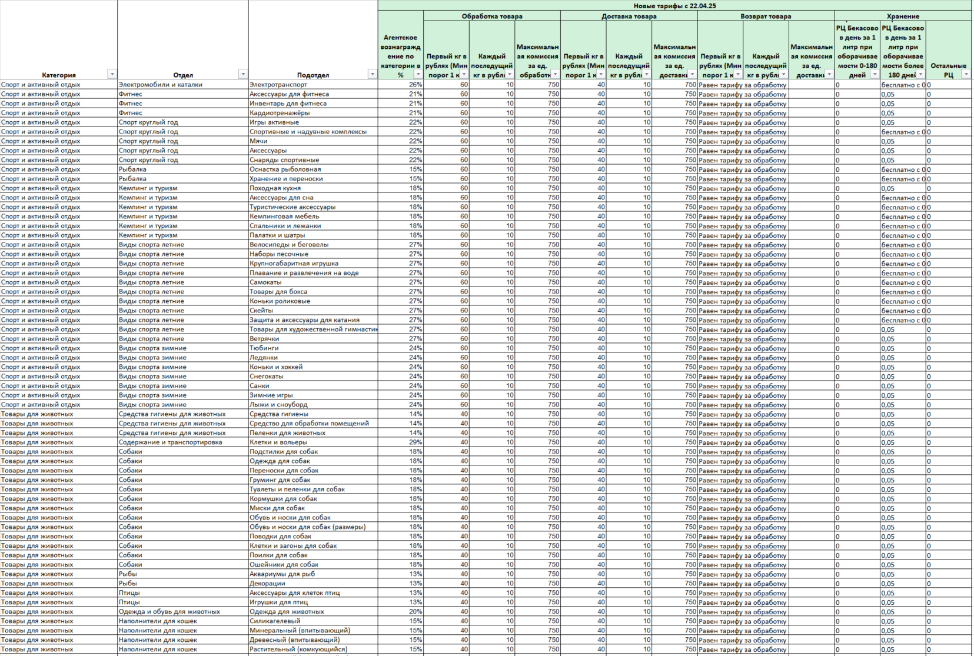 Новые тарифы с 22.04.25
Обработка товара Доставка товара Возврат товара Хранение
Категория Отдел Подотдел Агентское вознагражд ение по категории в % Первый кг в рублях (Мин порог 1 к Каждый последующий кг в рубл Максимальн ая комиссия за ед. обработк Первый кг в рублях (Мин порог 1 к Каждый последующий кг в рубл Максимальн ая комиссия за ед. доставк Первый кг в рублях (Мин порог 1 к Каждый последующий кг в рубл Максимальн ая комиссия за ед. доставк РЦ Бекасово в день за 1 литр при оборачивае мости 0-180 дней РЦ Бекасово в день за 1 литр при оборачивае мости более 180 дней Остальные РЦ
Спорт и активный отдых Электромобили и каталки Электротранспорт 26% 60 10 750 40 10 750 Равен тарифу за обработку 0 бесплатно с 0 0
Спорт и активный отдых Фитнес Аксессуары для фитнеса 21% 60 10 750 40 10 750 Равен тарифу за обработку 0 0,05 0
Спорт и активный отдых Фитнес Инвентарь для фитнеса 21% 60 10 750 40 10 750 Равен тарифу за обработку 0 0,05 0
Спорт и активный отдых Фитнес Кардиотренажёры 21% 60 10 750 40 10 750 Равен тарифу за обработку 0 0,05 0
Спорт и активный отдых Спорт круглый год Игры активные 22% 60 10 750 40 10 750 Равен тарифу за обработку 0 0,05 0
Спорт и активный отдых Спорт круглый год Спортивные и надувные комплексы 22% 60 10 750 40 10 750 Равен тарифу за обработку 0 бесплатно с 0 0
Спорт и активный отдых Спорт круглый год Мячи 22% 60 10 750 40 10 750 Равен тарифу за обработку 0 0,05 0
Спорт и активный отдых Спорт круглый год Аксессуары 22% 60 10 750 40 10 750 Равен тарифу за обработку 0 0,05 0
Спорт и активный отдых Спорт круглый год Снаряды спортивные 22% 60 10 750 40 10 750 Равен тарифу за обработку 0 0,05 0
Спорт и активный отдых Рыбалка Оснастка рыболовная 15% 60 10 750 40 10 750 Равен тарифу за обработку 0 бесплатно с 0 0
Спорт и активный отдых Рыбалка Хранение и переноски 15% 60 10 750 40 10 750 Равен тарифу за обработку 0 бесплатно с 0 0
Спорт и активный отдых Кемпинг и туризм Походная кухня 18% 60 10 750 40 10 750 Равен тарифу за обработку 0 0,05 0
Спорт и активный отдых Кемпинг и туризм Аксессуары для сна 18% 60 10 750 40 10 750 Равен тарифу за обработку 0 бесплатно с 0 0
Спорт и активный отдых Кемпинг и туризм Туристические аксессуары 18% 60 10 750 40 10 750 Равен тарифу за обработку 0 бесплатно с 0 0
Спорт и активный отдых Кемпинг и туризм Кемпинговая мебель 18% 60 10 750 40 10 750 Равен тарифу за обработку 0 бесплатно с 0 0
Спорт и активный отдых Кемпинг и туризм Спальники и лежанки 18% 60 10 750 40 10 750 Равен тарифу за обработку 0 бесплатно с 0 0
Спорт и активный отдых Кемпинг и туризм Палатки и шатры 18% 60 10 750 40 10 750 Равен тарифу за обработку 0 бесплатно с 0 0
Спорт и активный отдых Виды спорта летние Велосипеды и беговелы 27% 60 10 750 40 10 750 Равен тарифу за обработку 0 бесплатно с 0 0
Спорт и активный отдых Виды спорта летние Наборы песочные 27% 60 10 750 40 10 750 Равен тарифу за обработку 0 бесплатно с 0 0
Спорт и активный отдых Виды спорта летние Крупногабаритная игрушка 27% 60 10 750 40 10 750 Равен тарифу за обработку 0 бесплатно с 0 0
Спорт и активный отдых Виды спорта летние Плавание и развлечения на воде 27% 60 10 750 40 10 750 Равен тарифу за обработку 0 бесплатно с 0 0
Спорт и активный отдых Виды спорта летние Самокаты 27% 60 10 750 40 10 750 Равен тарифу за обработку 0 бесплатно с 0 0
Спорт и активный отдых Виды спорта летние Товары для бокса 27% 60 10 750 40 10 750 Равен тарифу за обработку 0 бесплатно с 0 0
Спорт и активный отдых Виды спорта летние Коньки роликовые 27% 60 10 750 40 10 750 Равен тарифу за обработку 0 бесплатно с 0 0
Спорт и активный отдых Виды спорта летние Скейты 27% 60 10 750 40 10 750 Равен тарифу за обработку 0 бесплатно с 0 0
Спорт и активный отдых Виды спорта летние Защита и аксессуары для катания 27% 60 10 750 40 10 750 Равен тарифу за обработку 0 бесплатно с 0 0
Спорт и активный отдых Виды спорта летние Товары для художественной гимнастик 27% 60 10 750 40 10 750 Равен тарифу за обработку 0 0,05 0
Спорт и активный отдых Виды спорта летние Ветрячки 27% 60 10 750 40 10 750 Равен тарифу за обработку 0 0,05 0
Спорт и активный отдых Виды спорта зимние Тюбинги 24% 60 10 750 40 10 750 Равен тарифу за обработку 0 0,05 0
Спорт и активный отдых Виды спорта зимние Ледянки 24% 60 10 750 40 10 750 Равен тарифу за обработку 0 0,05 0
Спорт и активный отдых Виды спорта зимние Коньки и хоккей 24% 60 10 750 40 10 750 Равен тарифу за обработку 0 0,05 0
Спорт и активный отдых Виды спорта зимние Снегокаты 24% 60 10 750 40 10 750 Равен тарифу за обработку 0 0,05 0
Спорт и активный отдых Виды спорта зимние Санки 24% 60 10 750 40 10 750 Равен тарифу за обработку 0 0,05 0
Спорт и активный отдых Виды спорта зимние Зимние игры 24% 60 10 750 40 10 750 Равен тарифу за обработку 0 0,05 0
Спорт и активный отдых Виды спорта зимние Лыжи и сноуборд 24% 60 10 750 40 10 750 Равен тарифу за обработку 0 0,05 0
Товары для животных Средства гигиены для животных Средства гигиены 14% 40 10 750 40 10 750 Равен тарифу за обработку 0 0,05 0
Товары для животных Средства гигиены для животных Средство для обработки помещений 14% 40 10 750 40 10 750 Равен тарифу за обработку 0 0,05 0
Товары для животных Средства гигиены для животных Пеленки для животных 14% 40 10 750 40 10 750 Равен тарифу за обработку 0 0,05 0
Товары для животных Содержание и транспортировка Клетки и вольеры 29% 40 10 750 40 10 750 Равен тарифу за обработку 0 0,05 0
Товары для животных Собаки Подстилки для собак 18% 40 10 750 40 10 750 Равен тарифу за обработку 0 0,05 0
Товары для животных Собаки Одежда для собак 18% 40 10 750 40 10 750 Равен тарифу за обработку 0 0,05 0
Товары для животных Собаки Переноски для собак 18% 40 10 750 40 10 750 Равен тарифу за обработку 0 0,05 0
Товары для животных Собаки Груминг для собак 18% 40 10 750 40 10 750 Равен тарифу за обработку 0 0,05 0
Товары для животных Собаки Туалеты и пеленки для собак 18% 40 10 750 40 10 750 Равен тарифу за обработку 0 0,05 0
Товары для животных Собаки Кормушки для собак 18% 40 10 750 40 10 750 Равен тарифу за обработку 0 0,05 0
Товары для животных Собаки Миски для собак 18% 40 10 750 40 10 750 Равен тарифу за обработку 0 0,05 0
Товары для животных Собаки Обувь и носки для собак 18% 40 10 750 40 10 750 Равен тарифу за обработку 0 0,05 0
Товары для животных Собаки Обувь и носки для собак (размеры) 18% 40 10 750 40 10 750 Равен тарифу за обработку 0 0,05 0
Товары для животных Собаки Поводки для собак 18% 40 10 750 40 10 750 Равен тарифу за обработку 0 0,05 0
Товары для животных Собаки Клетки и загоны для собак 18% 40 10 750 40 10 750 Равен тарифу за обработку 0 0,05 0
Товары для животных Собаки Поилки для собак 18% 40 10 750 40 10 750 Равен тарифу за обработку 0 0,05 0
Товары для животных Собаки Ошейники для собак 18% 40 10 750 40 10 750 Равен тарифу за обработку 0 0,05 0
Товары для животных Рыбы Аквариумы для рыб 13% 40 10 750 40 10 750 Равен тарифу за обработку 0 0,05 0
Товары для животных Рыбы Декорации 13% 40 10 750 40 10 750 Равен тарифу за обработку 0 0,05 0
Товары для животных Птицы Аксессуары для клеток птиц 13% 40 10 750 40 10 750 Равен тарифу за обработку 0 0,05 0
Товары для животных Птицы Игрушки для птиц 13% 40 10 750 40 10 750 Равен тарифу за обработку 0 0,05 0
Товары для животных Одежда и обувь для животных Одежда для животных 20% 40 10 750 40 10 750 Равен тарифу за обработку 0 0,05 0
Товары для животных Наполнители для кошек Силикагелевый 15% 40 10 750 40 10 750 Равен тарифу за обработку 0 0,05 0
Товары для животных Наполнители для кошек Минеральный (впитывающий) 15% 40 10 750 40 10 750 Равен тарифу за обработку 0 0,05 0
Товары для животных Наполнители для кошек Древесный (впитывающий) 15% 40 10 750 40 10 750 Равен тарифу за обработку 0 0,05 0
Товары для животных Наполнители для кошек Растительный (комкующийся) 15% 40 10 750 40 10 750 Равен тарифу за обработку 0 0,05 0